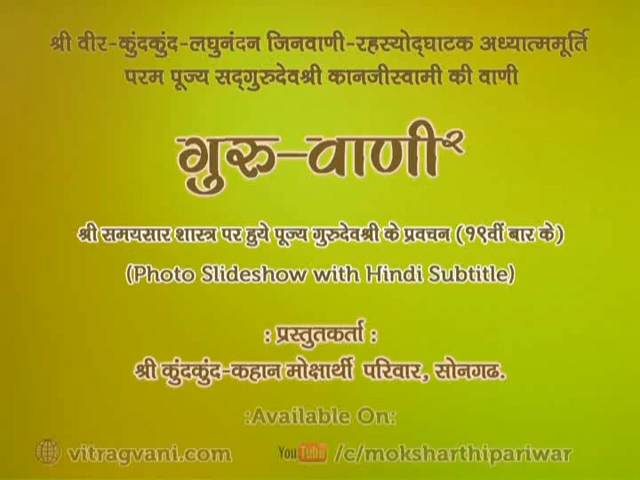 श्री वीर-कुंदकुंद-लघुनंदन जिनवाणी-रहस्योद्घाटक अध्यात्ममूर्ति
परम पूज्य सद्गुरुदेवश्री कानजीस्वामी की वाणी
गुरु-वाणी२
श्री समयसार शास्त्र पर हुये पूज्य गुरुदेवश्री के प्रवचन (१९वीं बार के)
(Photo Slideshow with Hindi Subtitle)
: प्रस्तुतकर्ता :
श्री कुंदकुंद-कहान मोक्षार्थी परिवार, सोनगढ.
:Available On:
vitragvani.com YouTube /c/moksharthipariwar